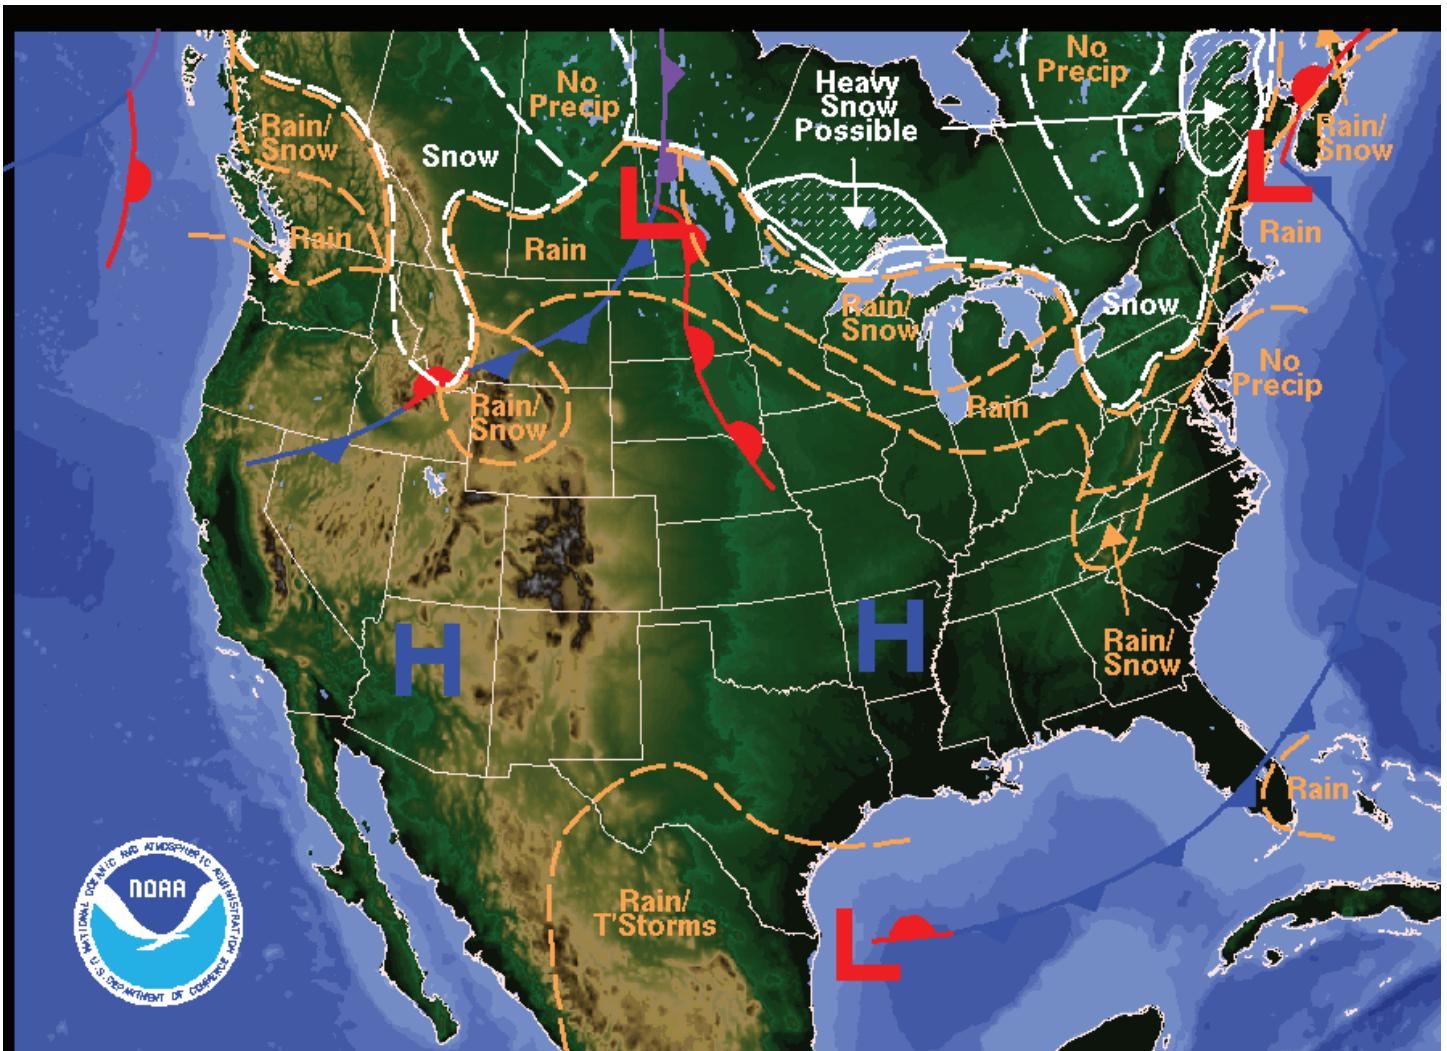 No
Precip
No
Precip
Heavy
Snow
Possible
Rain/
Snow
Rain/
Snow
Snow
Rain
L
L
Rain
Rain
Snow
Rain/
Snow
No
Precip
Rain/
Snow
Rain
H
H
Rain/
Snow
Rain
Rain/
T'Storms
L
NOAA
NATIONAL OCEANIC AND ATMOSPHERIC ADMINISTRATION
U.S. DEPARTMENT OF COMMERCE